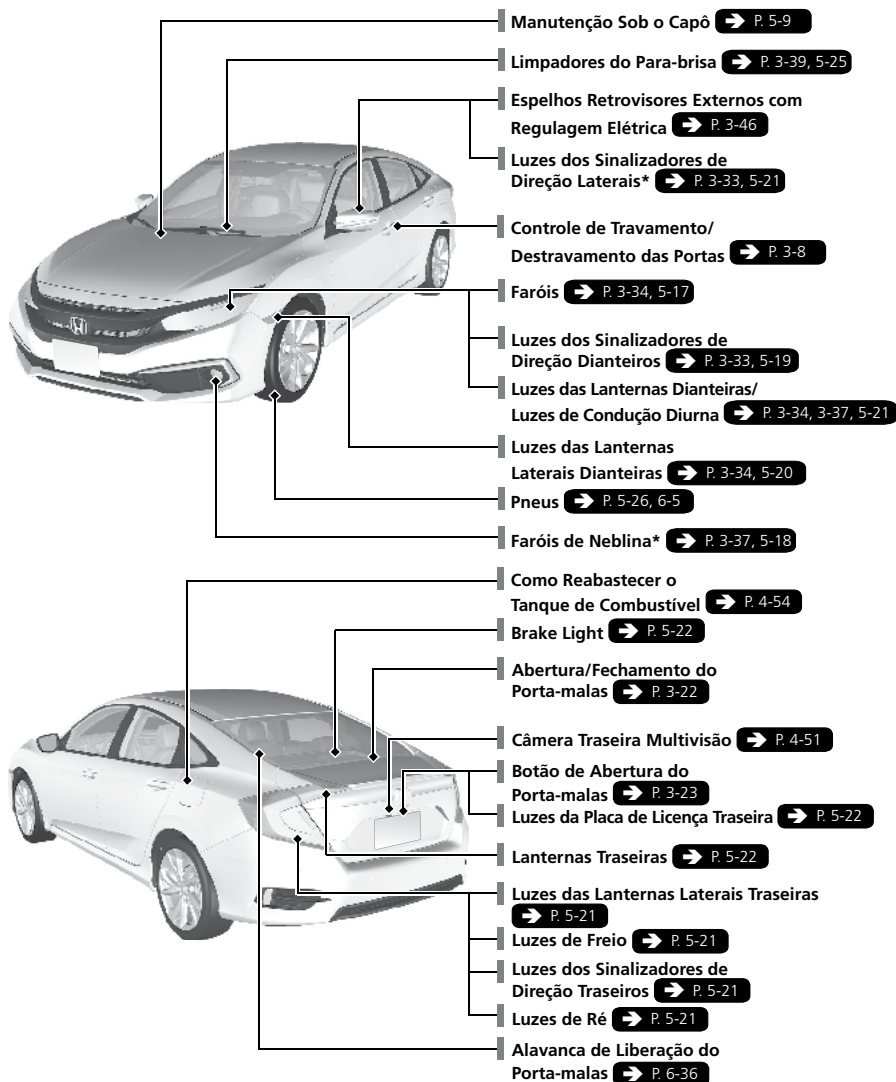 Manutenção Sob o Capô P. 5-9
Limpadores do Para-brisa P. 3-39, 5-25
Espelhos Retrovisores Externos com
Regulagem Elétrica P. 3-46
Luzes dos Sinalizadores de
Direção Laterais* P. 3-33, 5-21
Controle de Travamento/
Destravamento das Portas P. 3-8
Faróis P. 3-34, 5-17
Luzes dos Sinalizadores de
Direção Dianteiros P. 3-33, 5-19
Luzes das Lanternas Dianteiras/
Luzes de Condução Diurna P. 3-34, 3-37, 5-21
Luzes das Lanternas
Laterais Dianteiras P. 3-34, 5-20
Pneus P. 5-26, 6-5
Faróis de Neblina* P. 3-37, 5-18
Como Reabastecer o
Tanque de Combustível P. 4-54
Brake Light P. 5-22
Abertura/Fechamento do
Porta-malas P. 3-22
Câmera Traseira Multivisão P. 4-51
Botão de Abertura do
Porta-malas P. 3-23
Luzes da Placa de Licença Traseira P. 5-22
Lanternas Traseiras P. 5-22
Luzes das Lanternas Laterais Traseiras
P. 5-21
Luzes de Freio P. 5-21
Luzes dos Sinalizadores de
Direção Traseiros P. 5-21
Luzes de Ré P. 5-21
Alavanca de Liberação do
Porta-malas P. 6-36